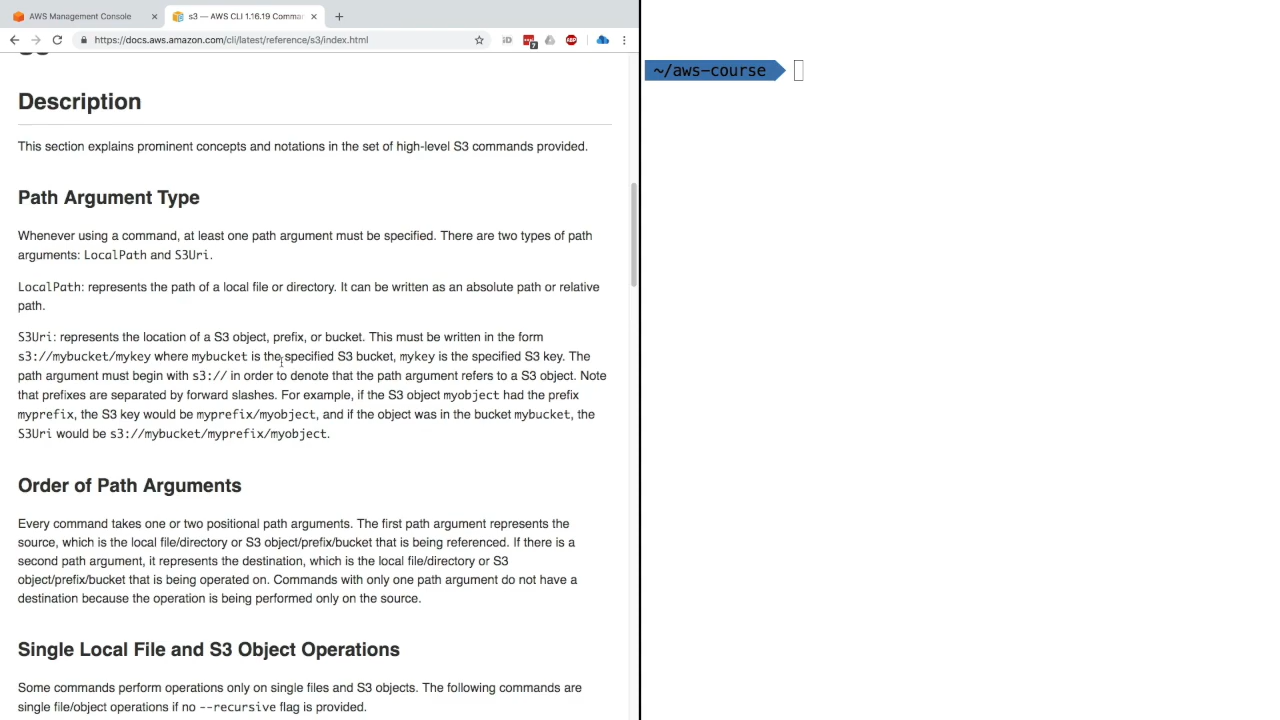 AWS Management Console
s3 — AWS CLI 1.16.19 Comma
https://docs.aws.amazon.com/cli/latest/reference/s3/index.html
iD
7
ABP
~/aws-course
Description
This section explains prominent concepts and notations in the set of high-level S3 commands provided.
Path Argument Type
Whenever using a command, at least one path argument must be specified. There are two types of path
arguments: LocalPath and S3Uri.
LocalPath: represents the path of a local file or directory. It can be written as an absolute path or relative
path.
S3Uri: represents the location of a S3 object, prefix, or bucket. This must be written in the form
s3://mybucket/mykey where mybucket is the specified S3 bucket, mykey is the specified S3 key. The
path argument must begin with s3:// in order to denote that the path argument refers to a S3 object. Note
that prefixes are separated by forward slashes. For example, if the S3 object myobject had the prefix
myprefix, the S3 key would be myprefix/myobject, and if the object was in the bucket mybucket, the
S3Uri would be s3://mybucket/myprefix/myobject.
Order of Path Arguments
Every command takes one or two positional path arguments. The first path argument represents the
source, which is the local file/directory or S3 object/prefix/bucket that is being referenced. If there is a
second path argument, it represents the destination, which is the local file/directory or S3
object/prefix/bucket that is being operated on. Commands with only one path argument do not have a
destination because the operation is being performed only on the source.
Single Local File and S3 Object Operations
Some commands perform operations only on single files and S3 objects. The following commands are
single file/object operations if no --recursive flag is provided.